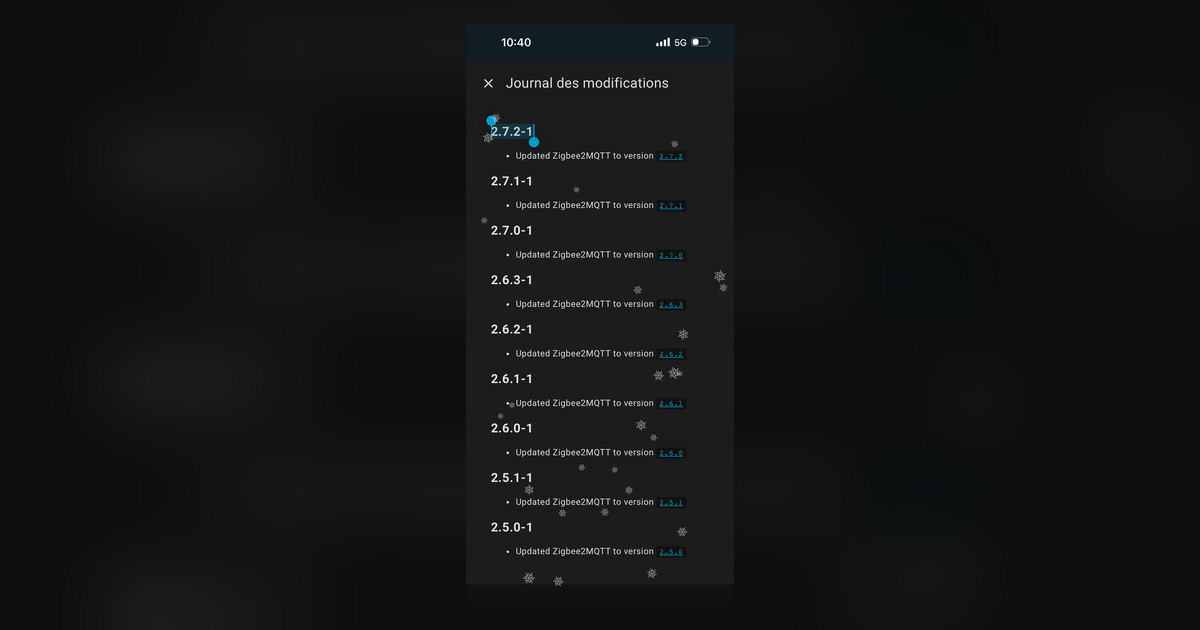 10:40
5G
Journal des modifications
2.7.2-1
Updated Zigbee2MQTT to version 2.7.2
2.7.1-1
Updated Zigbee2MQTT to version 2.7.1
2.7.0-1
Updated Zigbee2MQTT to version 2.7.0
2.6.3-1
Updated Zigbee2MQTT to version 2.6.3
2.6.2-1
Updated Zigbee2MQTT to version 2.6.2
2.6.1-1
Updated Zigbee2MQTT to version 2.6.1
2.6.0-1
Updated Zigbee2MQTT to version 2.6.0
2.5.1-1
Updated Zigbee2MQTT to version 2.5.1
2.5.0-1
Updated Zigbee2MQTT to version 2.5.0